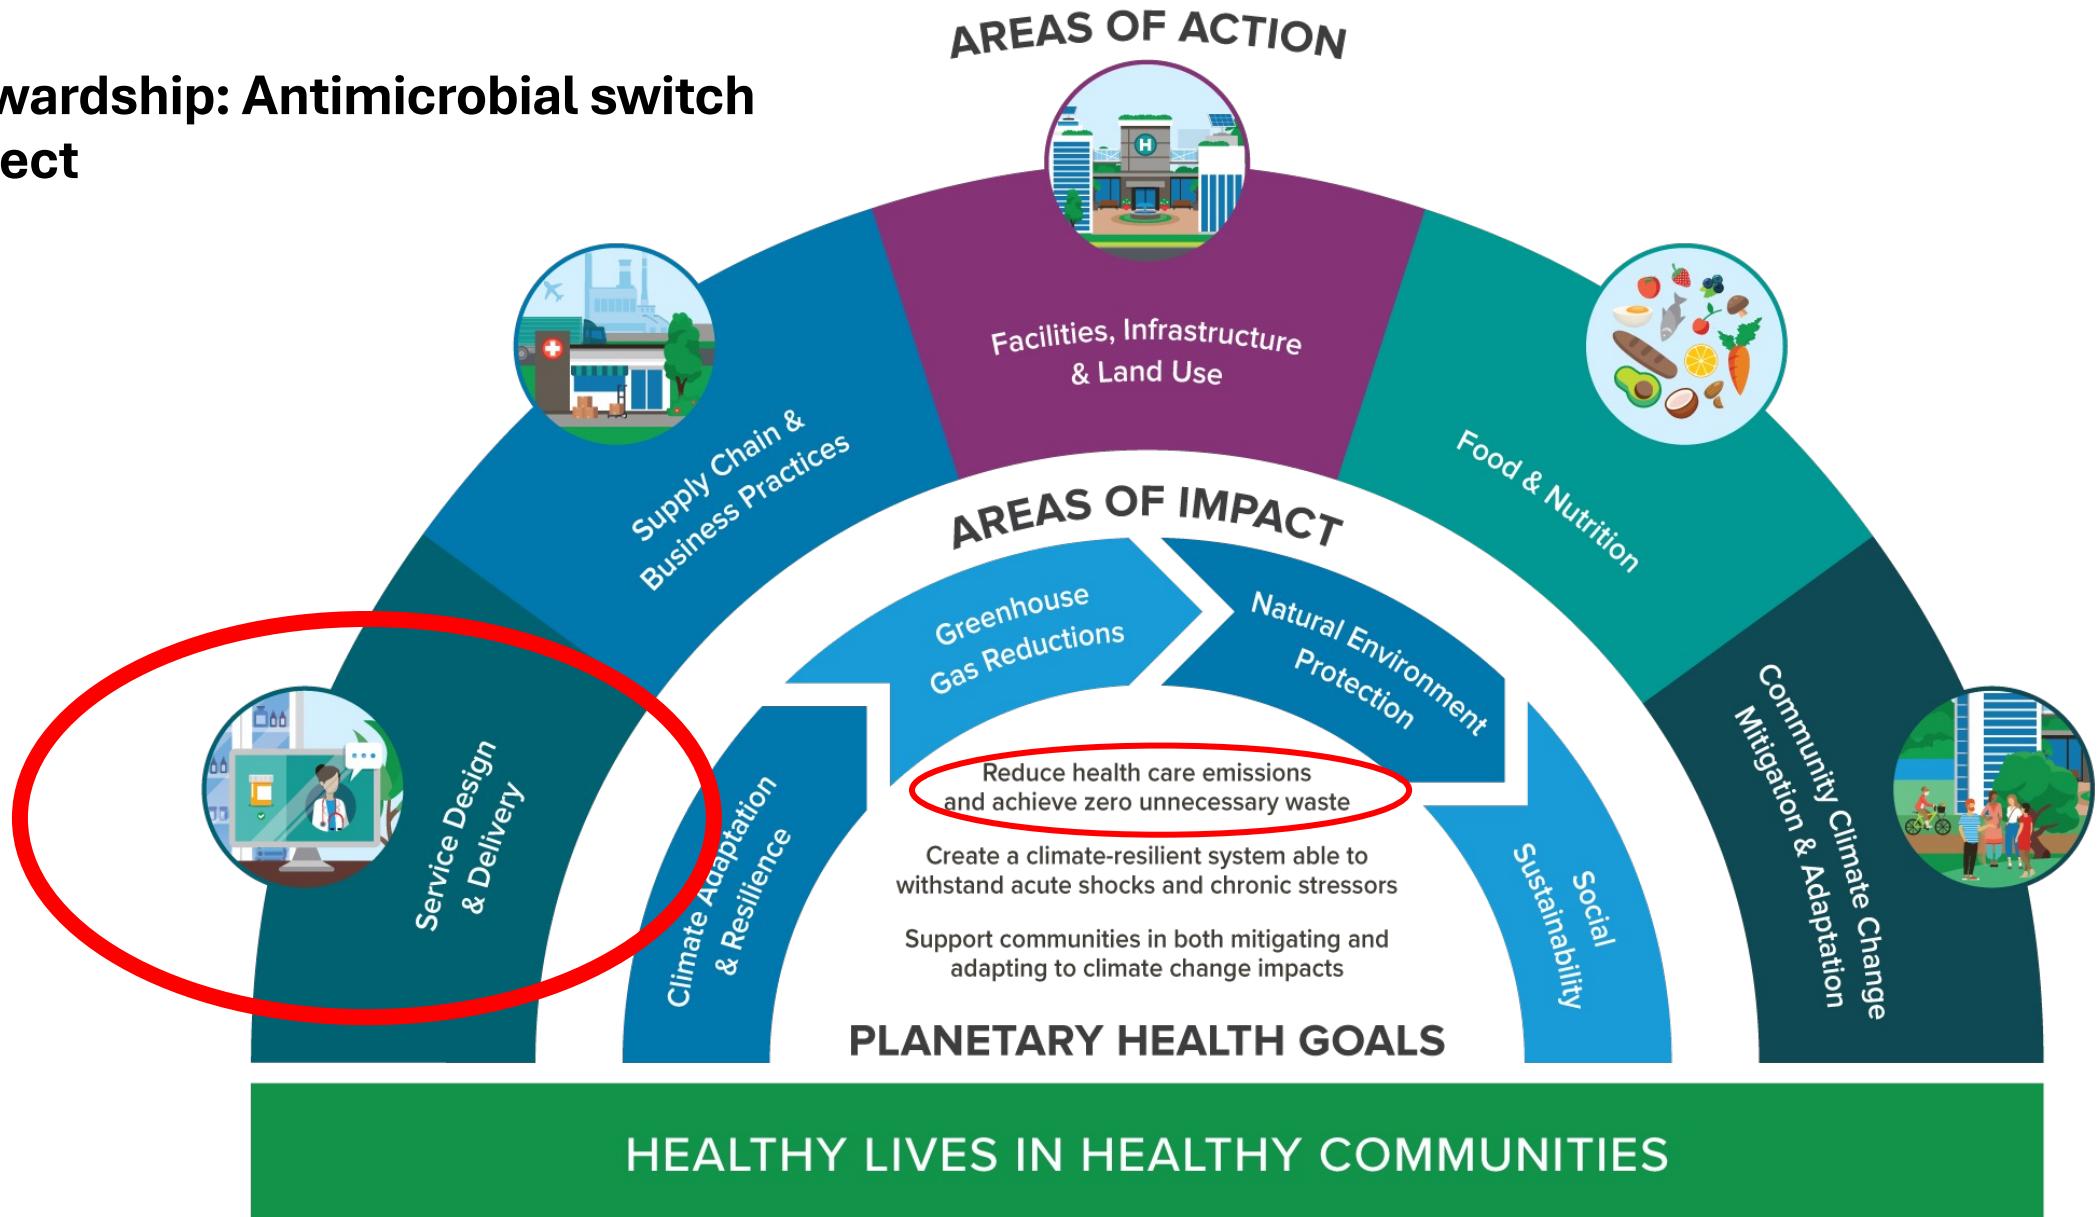 wardship: Antimicrobial switch
ect
AREAS OF ACTION
H
Facilities, Infrastructure
& Land Use
Supply Chain &
Business Practices
Food & Nutrition
Service Design
& Delivery
Community Climate Change
Mitigation & Adaptation
AREAS OF IMPACT
Greenhouse
Gas Reductions
Natural Environment
Protection
Climate Adaptation
& Resilience
Social
Sustainability
Reduce health care emissions
and achieve zero unnecessary waste
Create a climate-resilient system able to
withstand acute shocks and chronic stressors
Support communities in both mitigating and
adapting to climate change impacts
PLANETARY HEALTH GOALS
HEALTHY LIVES IN HEALTHY COMMUNITIES